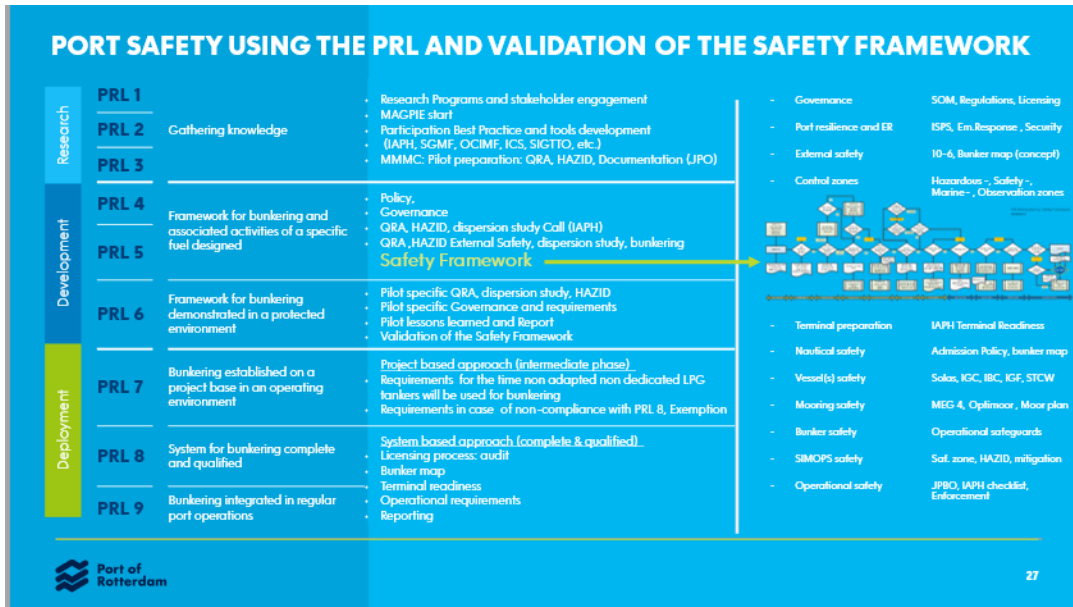 PORT SAFETY USING THE PRL AND VALIDATION OF THE SAFETY FRAMEWORK
Research
PRL 1
PRL 2
PRL 3
Gathering knowledge
• Research Programs and stakeholder engagement
• MAGPIE start
• Participation Best Practice and tools development
• (IAPH, SGMF, OCIMF, ICS, SIGTTO, etc.)
• MMMC: Pilot preparation: QRA, HAZID, Documentation (JPO)
Development
PRL 4
PRL 5
Framework for bunkering and
associated activities of a specific
fuel designed
• Policy,
• Governance
• QRA, HAZID, dispersion study Call (IAPH)
• QRA ,HAZID External Safety, dispersion study, bunkering
Safety Framework
PRL 6
Framework for bunkering
demonstrated in a protected
environment
• Pilot specific QRA, dispersion study, HAZID
• Pilot specific Governance and requirements
• Pilot lessons learned and Report
• Validation of the Safety Framework
Deployment
PRL 7
Bunkering established on a
project base in an operating
environment
Project based approach (intermediate phase)
• Requirements for the time non adapted non dedicated LPG
tankers will be used for bunkering
• Requirements in case of non-compliance with PRL 8, Exemption
PRL 8
System for bunkering complete
and qualified
System based approach (complete & qualified)
• Licensing process: audit
• Bunker map
• Terminal readiness
PRL 9
Bunkering integrated in regular
port operations
• Operational requirements
• Reporting
- Governance SOM, Regulations, Licensing
- Port resilience and ER ISPS, Em.Response , Security
- External safety 10-6, Bunker map (concept)
- Control zones Hazardous -, Safety -,
Marine- , Observation zones
- Terminal preparation IAPH Terminal Readiness
- Nautical safety Admission Policy, bunker map
- Vessel(s) safety Solas, IGC, IBC, IGF, STCW
- Mooring safety MEG 4, Optimoor , Moor plan
- Bunker safety Operational safeguards
- SIMOPS safety Saf. zone, HAZID, mitigation
- Operational safety JPBO, IAPH checklist,
Enforcement
Port of
Rotterdam
27